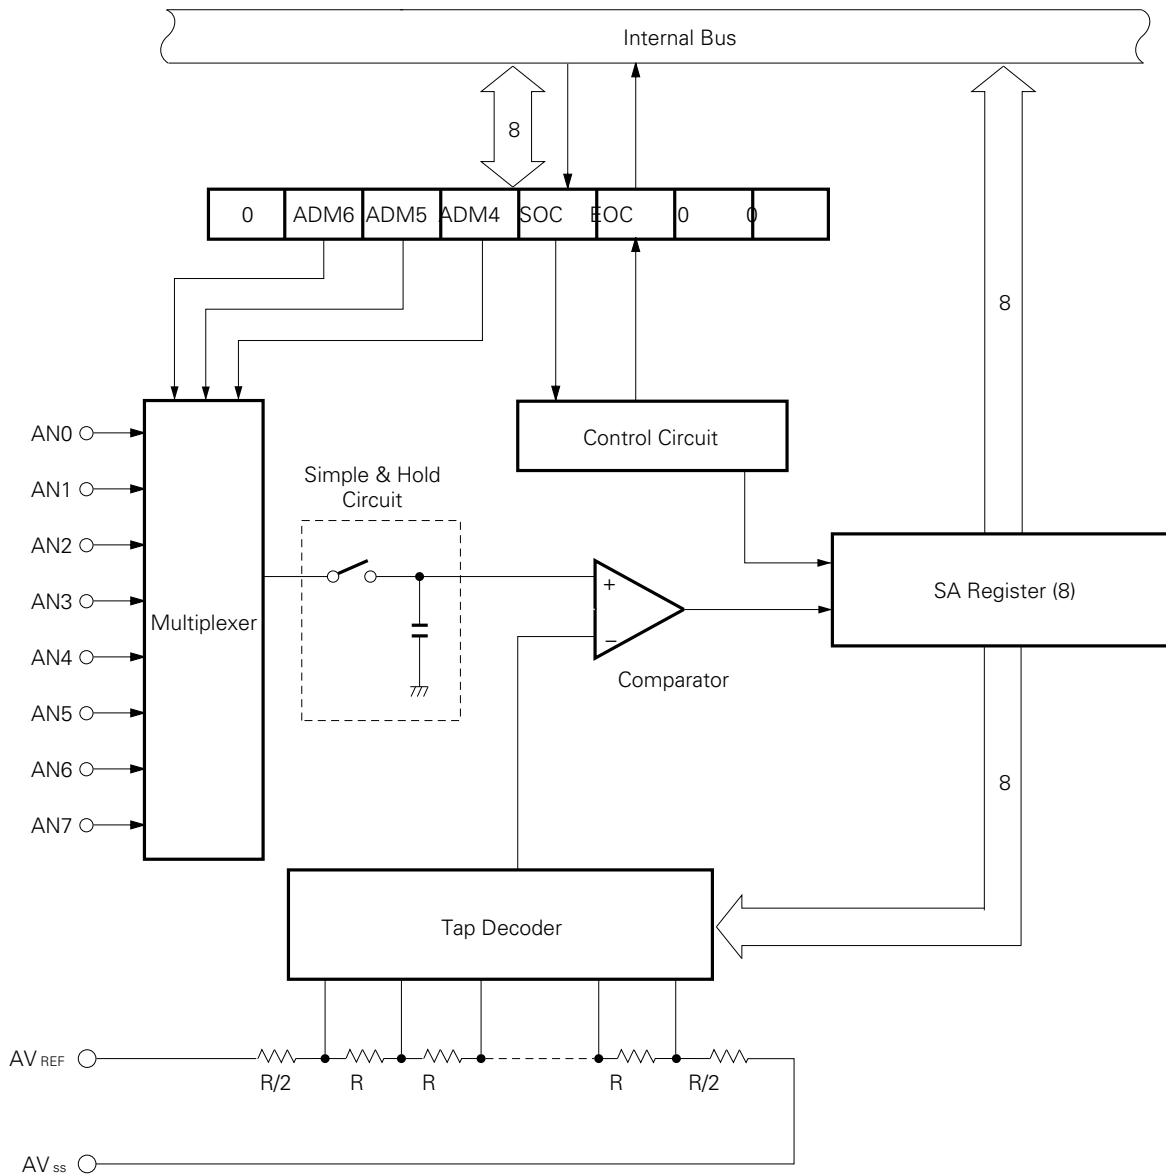 Internal Bus
8
0 ADM6 ADM5 ADM4 SOC EOC 0 0
8
Control Circuit
AN0
AN1
AN2
AN3
AN4
AN5
AN6
AN7
Multiplexer
Simple & Hold
Circuit
+
−
Comparator
SA Register (8)
8
Tap Decoder
AV REF
R/2 R R R R/2
AV ss